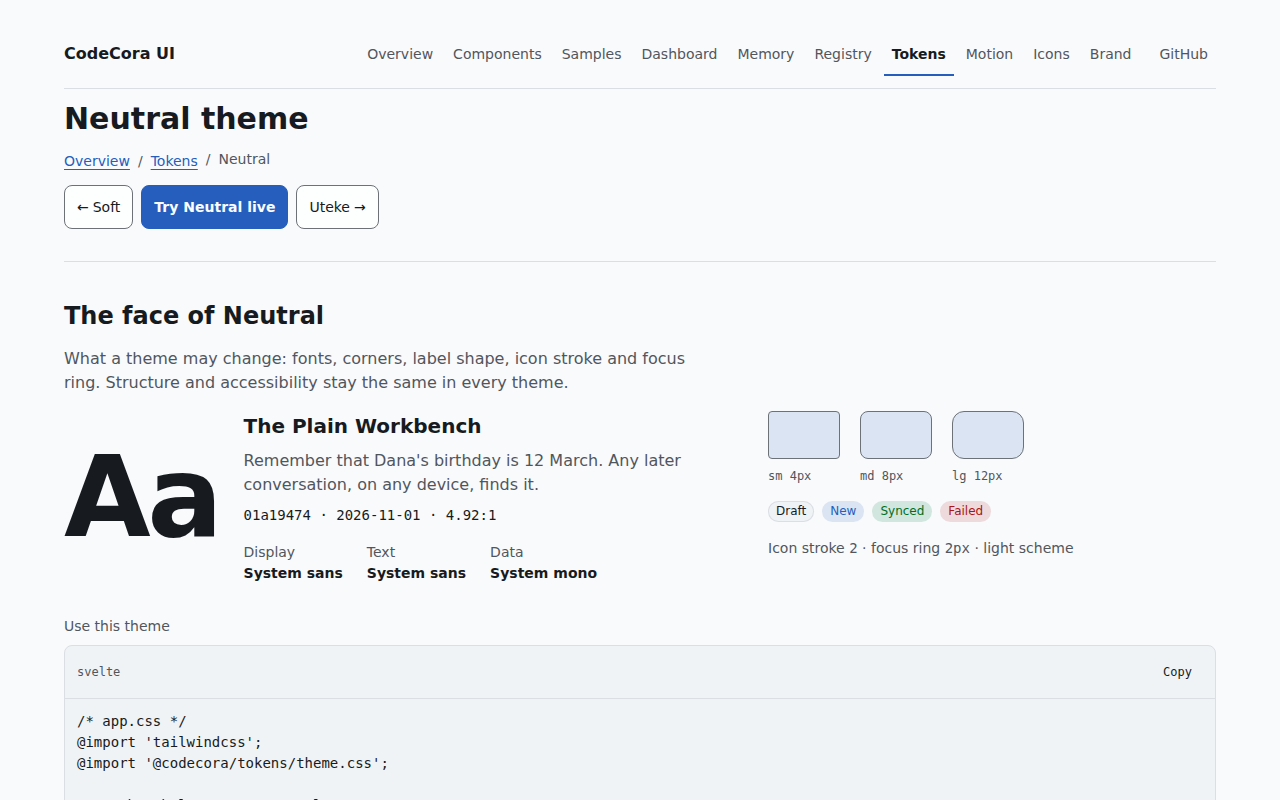 CodeCora UI
Overview Components Samples Dashboard Memory Registry Tokens Motion Icons Brand GitHub
Neutral theme
Overview / Tokens / Neutral
← Soft Try Neutral live Uteke →
The face of Neutral
What a theme may change: fonts, corners, label shape, icon stroke and focus
ring. Structure and accessibility stay the same in every theme.
Aa
The Plain Workbench
Remember that Dana's birthday is 12 March. Any later
conversation, on any device, finds it.
01a19474 · 2026-11-01 · 4.92:1
Display Text Data
System sans System sans System mono
sm 4px md 8px lg 12px
Draft New Synced Failed
Icon stroke 2 · focus ring 2px · light scheme
Use this theme
svelte Copy
/* app.css */
@import 'tailwindcss';
@import '@codecora/tokens/theme.css';